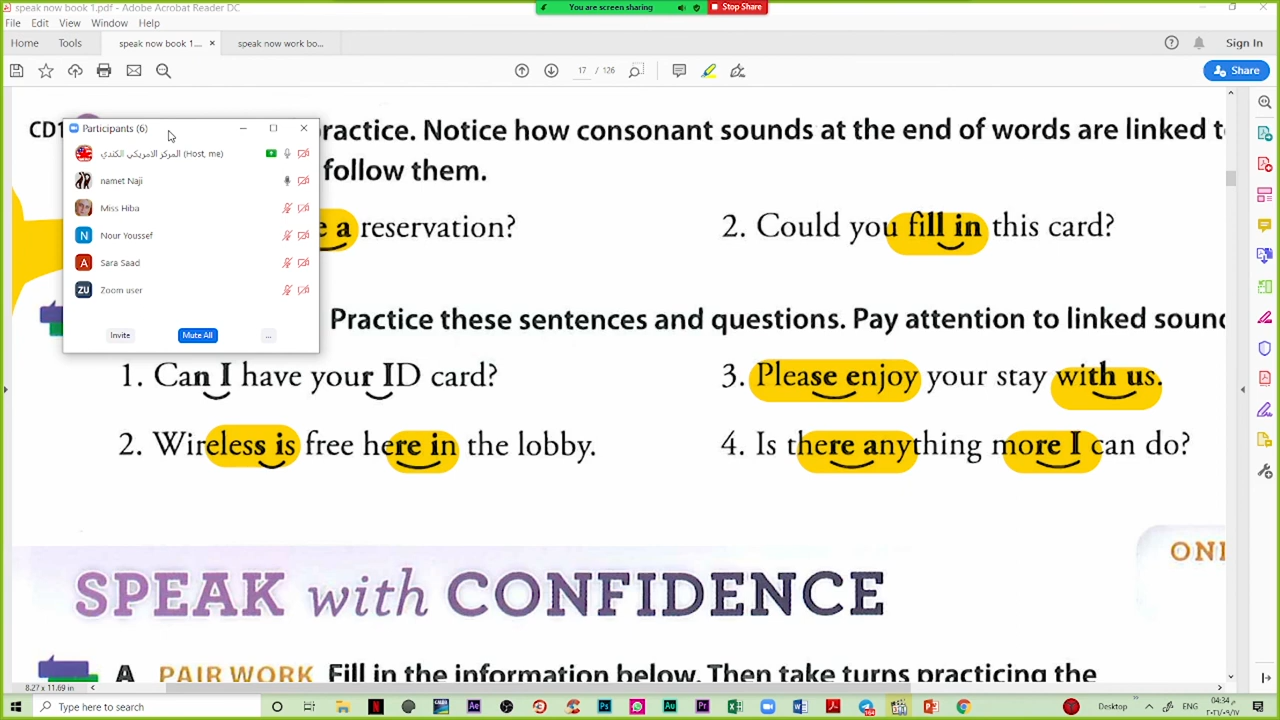 speak now book 1.pdf - Adobe Acrobat Reader DC
You are screen sharing
Stop Share
File Edit View Window Help
Home Tools speak now book 1.... × speak now work bo...
Sign In
17 / 126
Share
CD1
Participants (6)
ractice. Notice how consonant sounds at the end of words are linked t
المركز الامريكي الكندي (Host, me)
follow them.
namet Naji
Miss Hiba
e a reservation?
2. Could you fill in this card?
Nour Youssef
Sara Saad
ZU Zoom user
Practice these sentences and questions. Pay attention to linked soun
Invite Mute All ...
1. Can I have your ID card?
3. Please enjoy your stay with us.
2. Wireless is free here in the lobby.
4. Is there anything more I can do?
ONI
SPEAK with CONFIDENCE
A PAIR WORK Fill in the information below. Then take turns practicing the
8.27 x 11.69 in
Type here to search
Desktop
ENG
04:34